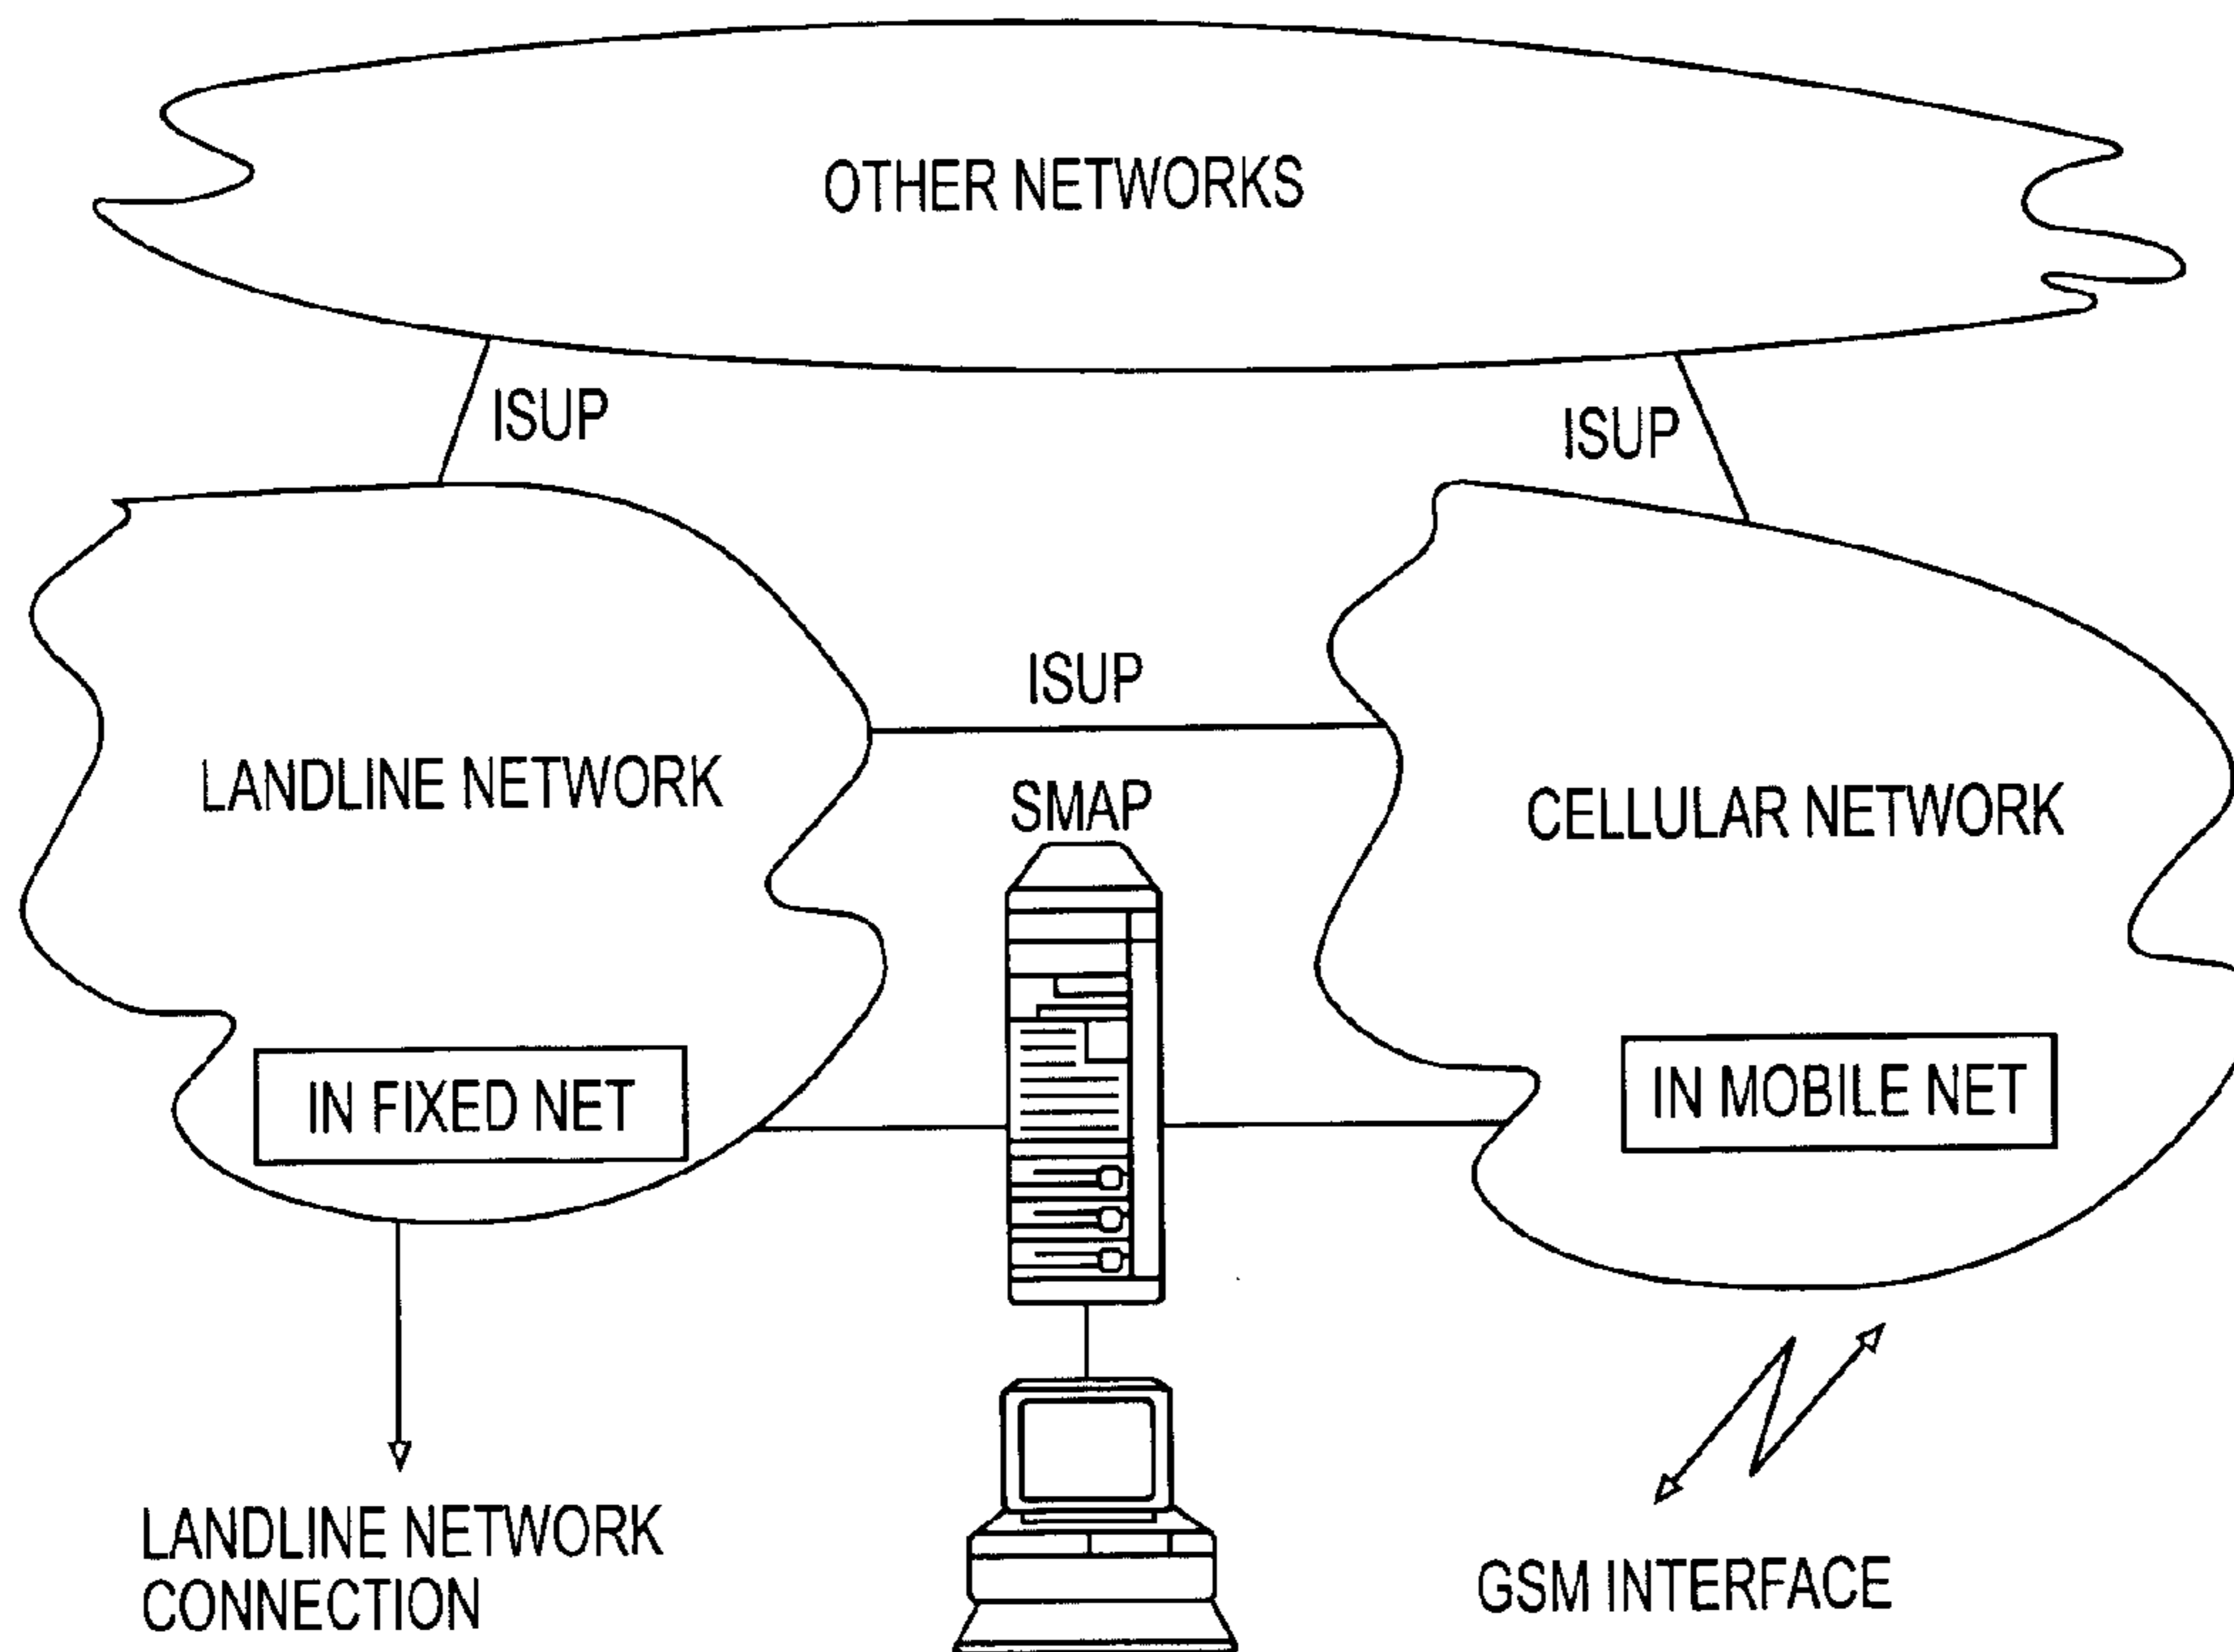 OTHER NETWORKS
ISUP
ISUP
ISUP
LANDLINE NETWORK
SMAP
CELLULAR NETWORK
IN FIXED NET
IN MOBILE NET
LANDLINE NETWORK
CONNECTION
GSM INTERFACE